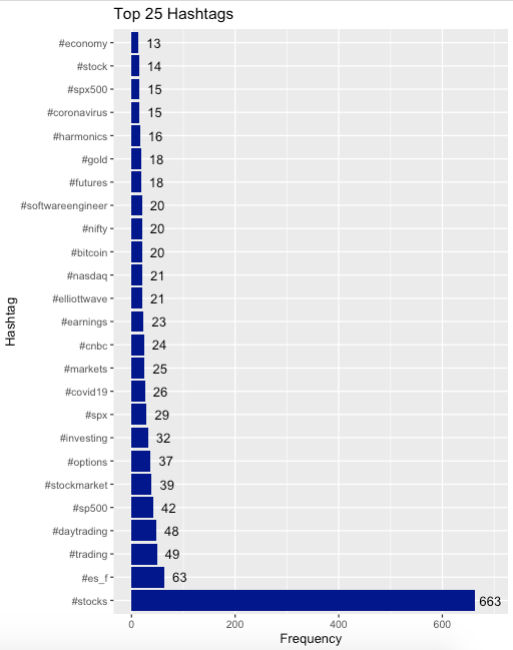 Top 25 Hashtags
#economy 13
#stock 14
#spx500 15
#coronavirus 15
#harmonics 16
#gold 18
#futures 18
#softwareengineer 20
#nifty 20
#bitcoin 20
#nasdaq 21
#elliottwave 21
#earnings 23
#cnbc 24
#markets 25
#covid19 26
#spx 29
#investing 32
#options 37
#stockmarket 39
#sp500 42
#daytrading 48
#trading 49
#es_f 63
#stocks 663
0 200 400 600
Frequency
Hashtag